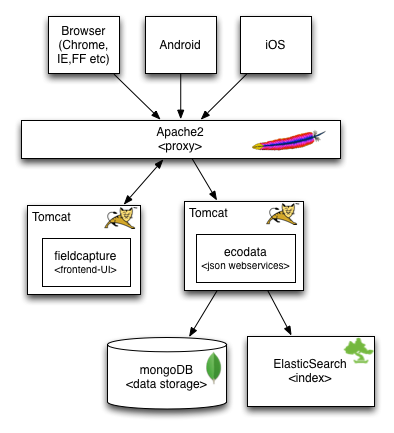 Browser
(Chrome,
IE,FF etc)
Android
iOS
Apache2
<proxy>
Tomcat
fieldcapture
<frontend-UI>
Tomcat
ecodata
<json webservices>
mongoDB
<data storage>
ElasticSearch
<index>